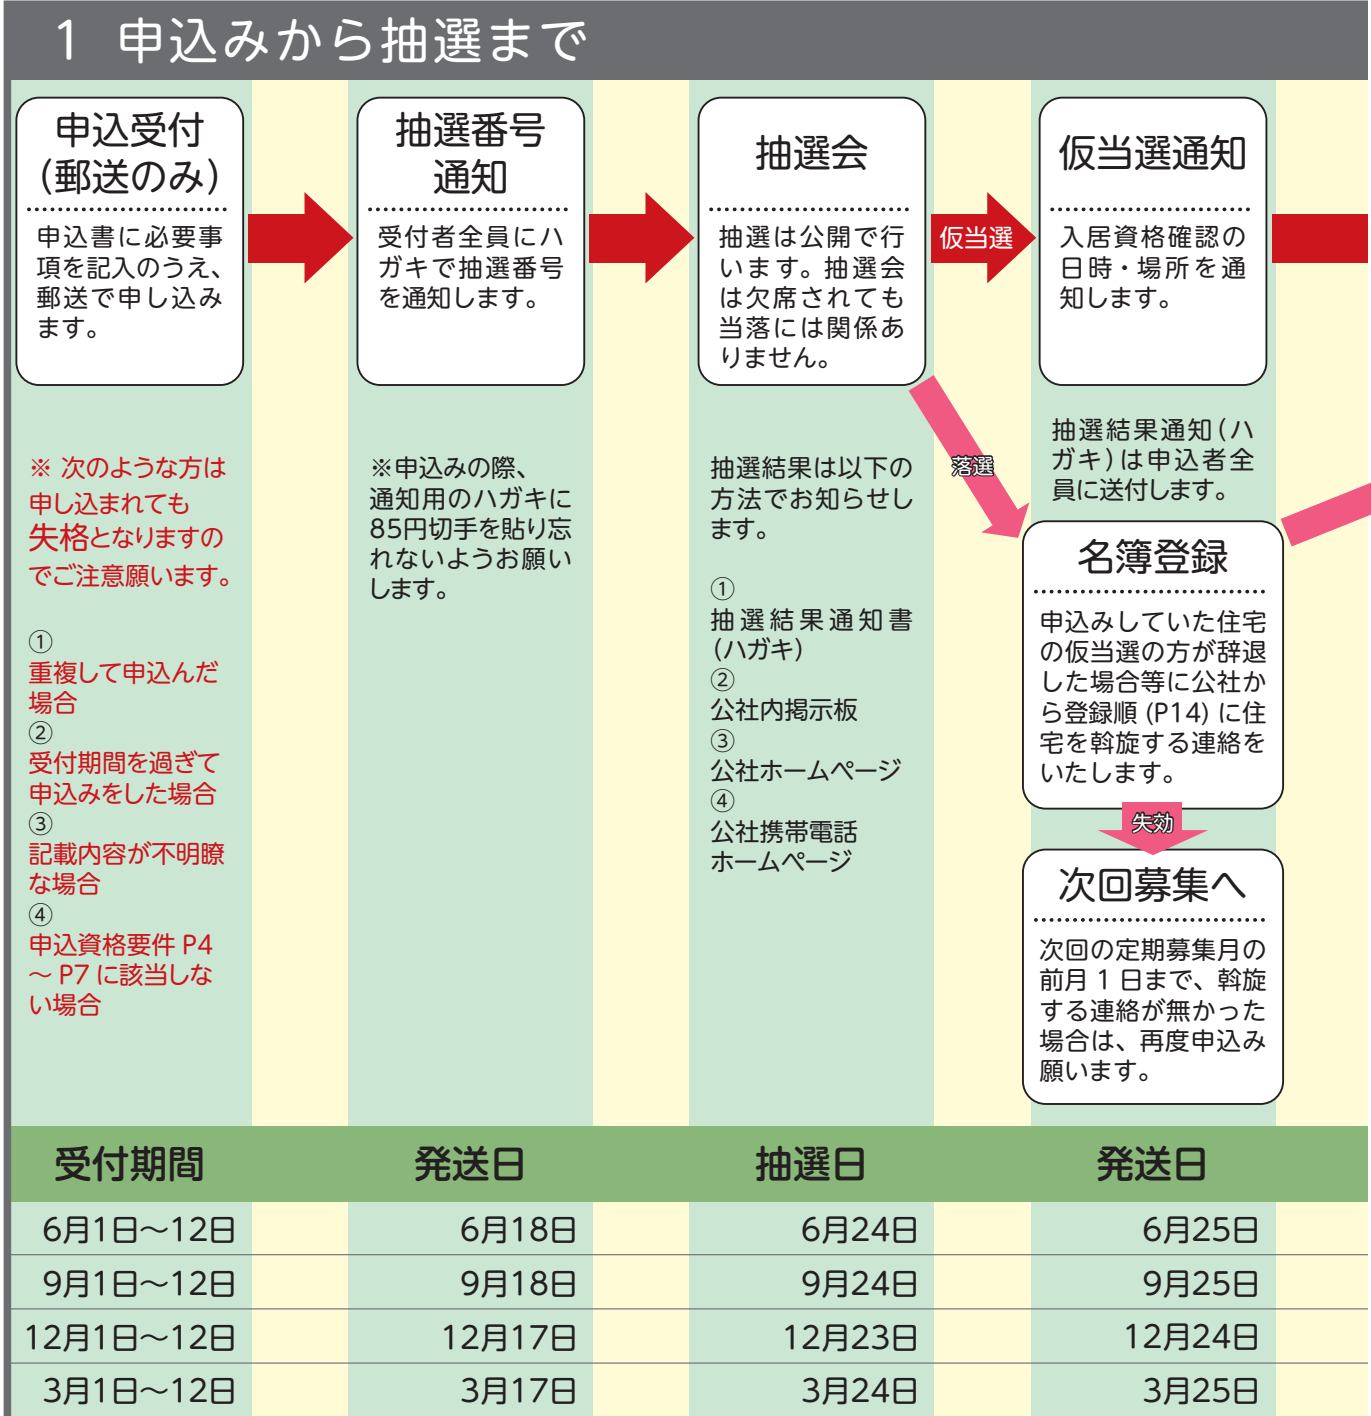 1 申込みから抽選まで
申込受付
(郵送のみ)
申込書に必要事
項を記入のうえ、
郵送で申し込み
ます。
抽選番号
通知
受付者全員にハ
ガキで抽選番号
を通知します。
抽選会
抽選は公開で行
います。抽選会
は欠席されても
当落には関係あ
りません。
仮当選
仮当選通知
入居資格確認の
日時・場所を通
知します。
※ 次のような方は
申し込まれても
失格となりますの
でご注意願います。
①
重複して申込んだ
場合
②
受付期間を過ぎて
申込みをした場合
③
記載内容が不明瞭
な場合
④
申込資格要件 P4
～ P7 に該当しな
い場合
※申込みの際、
通知用のハガキに
85円切手を貼り忘
れないようお願い
します。
抽選結果は以下の
方法でお知らせし
ます。
①
抽選結果通知書
(ハガキ)
②
公社内掲示板
③
公社ホームページ
④
公社携帯電話
ホームページ
落選
抽選結果通知(ハ
ガキ)は申込者全
員に送付します。
名簿登録
申込みしていた住宅
の仮当選の方が辞退
した場合等に公社か
ら登録順 (P14) に住
宅を斡旋する連絡を
いたします。
失効
次回募集へ
次回の定期募集月の
前月 1 日まで、斡旋
する連絡が無かった
場合は、再度申込み
願います。
受付期間 発送日 抽選日 発送日
6月1日～12日 6月18日 6月24日 6月25日
9月1日～12日 9月18日 9月24日 9月25日
12月1日～12日 12月17日 12月23日 12月24日
3月1日～12日 3月17日 3月24日 3月25日